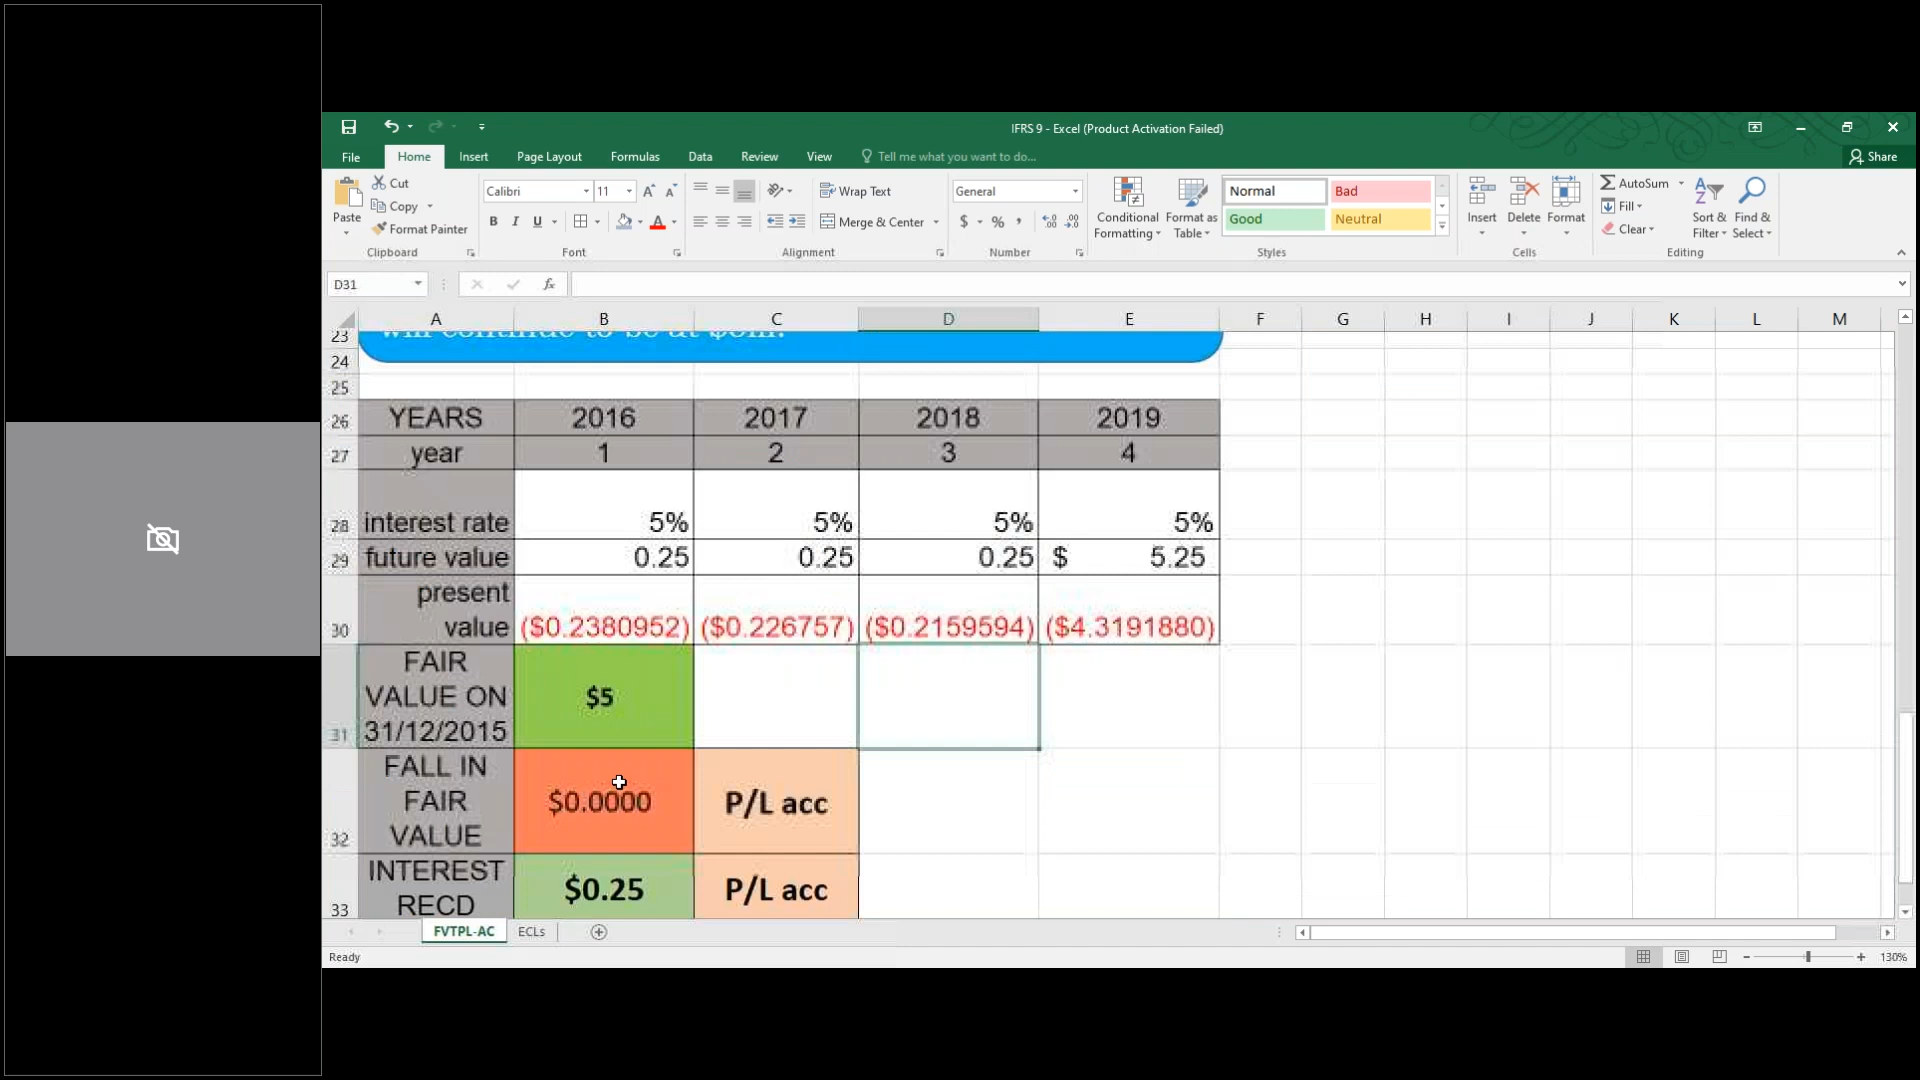 IFRS 9 - Excel (Product Activation Failed)
File Home Insert Page Layout Formulas Data Review View Tell me what you want to do... Share
Paste Cut Copy Format Painter Clipboard
Calibri 11 A A B I U A Font
Wrap Text Merge & Center Alignment
General $ % , Number
Conditional Formatting Format as Table Normal Bad Good Neutral Styles
Insert Delete Format Cells
AutoSum Fill Clear Sort & Filter Find & Select Editing
D31 fx
A B C D E F G H I J K L M
23
24
25
26 YEARS 2016 2017 2018 2019
27 year 1 2 3 4
28 interest rate 5% 5% 5% 5%
29 future value 0.25 0.25 0.25 $ 5.25
present
30 value ($0.2380952) ($0.226757) ($0.2159594) ($4.3191880)
FAIR
VALUE ON $5
31 31/12/2015
FALL IN
FAIR $0.0000 P/L acc
32 VALUE
INTEREST $0.25 P/L acc
33 RECD
FVTPL-AC ECLs
Ready 130%